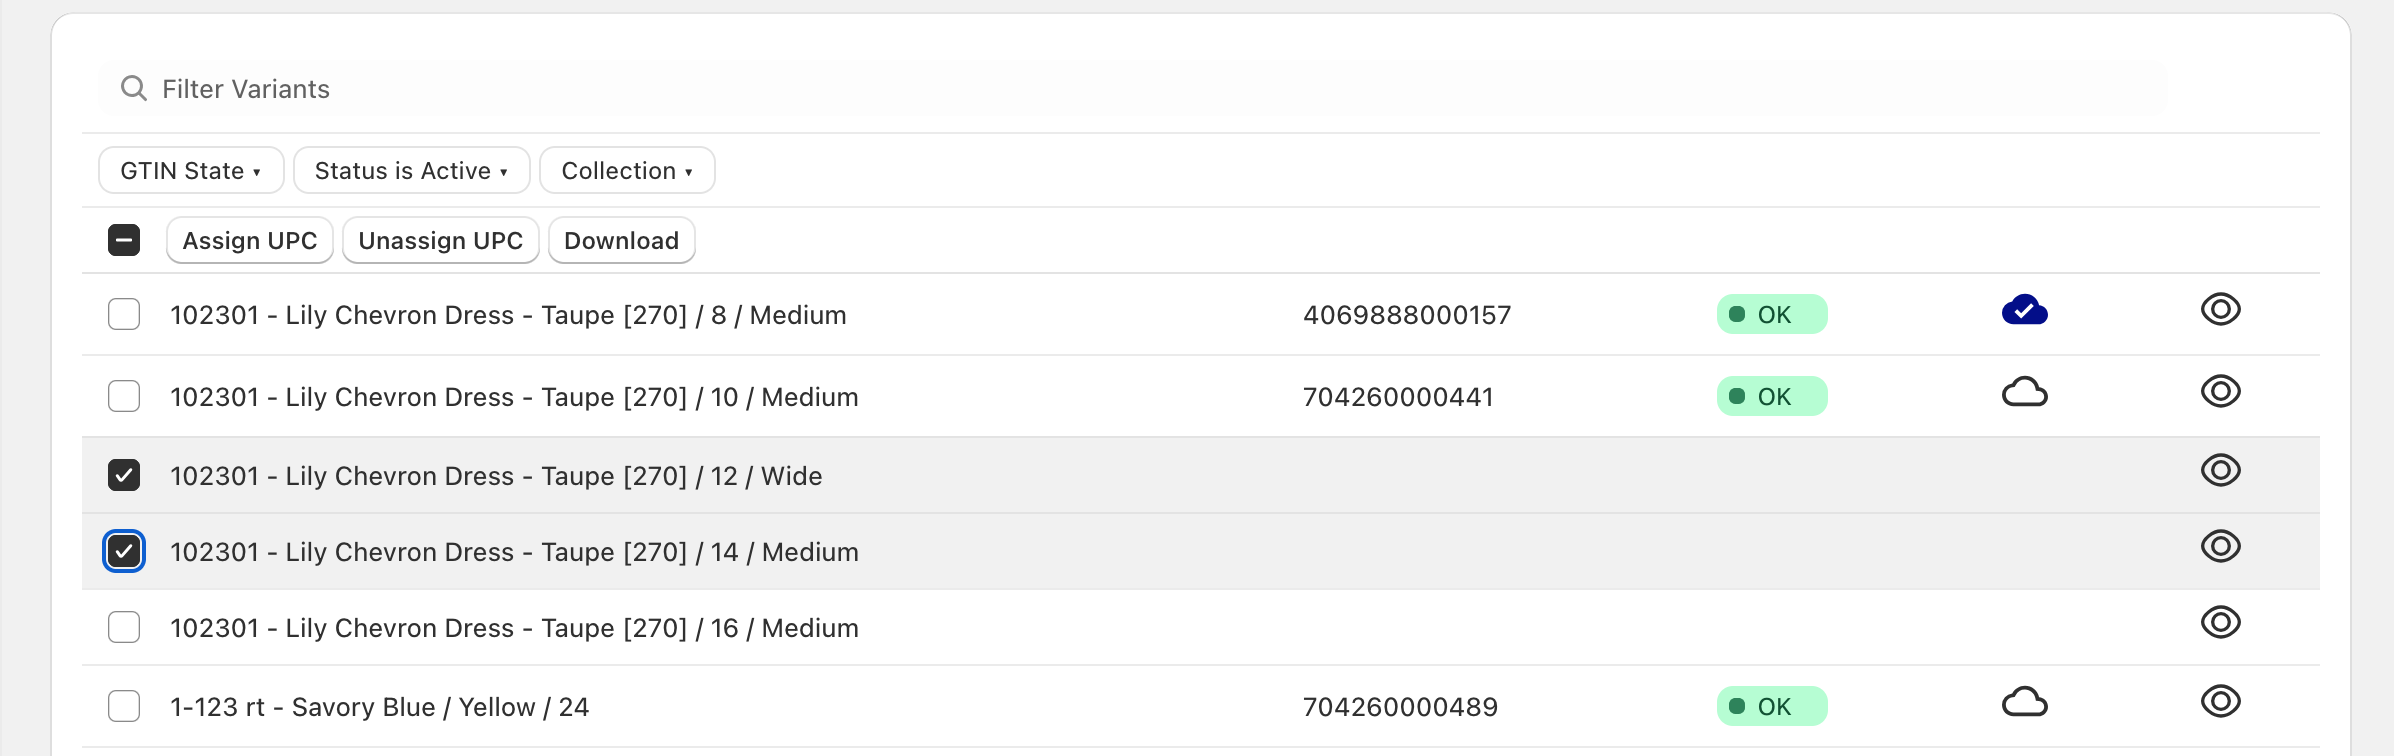 Filter Variants
GTIN State ▾ Status is Active ▾ Collection ▾
Assign UPC Unassign UPC Download
102301 - Lily Chevron Dress - Taupe [270] / 8 / Medium 4069888000157 OK
102301 - Lily Chevron Dress - Taupe [270] / 10 / Medium 704260000441 OK
102301 - Lily Chevron Dress - Taupe [270] / 12 / Wide
102301 - Lily Chevron Dress - Taupe [270] / 14 / Medium
102301 - Lily Chevron Dress - Taupe [270] / 16 / Medium
1-123 rt - Savory Blue / Yellow / 24 704260000489 OK